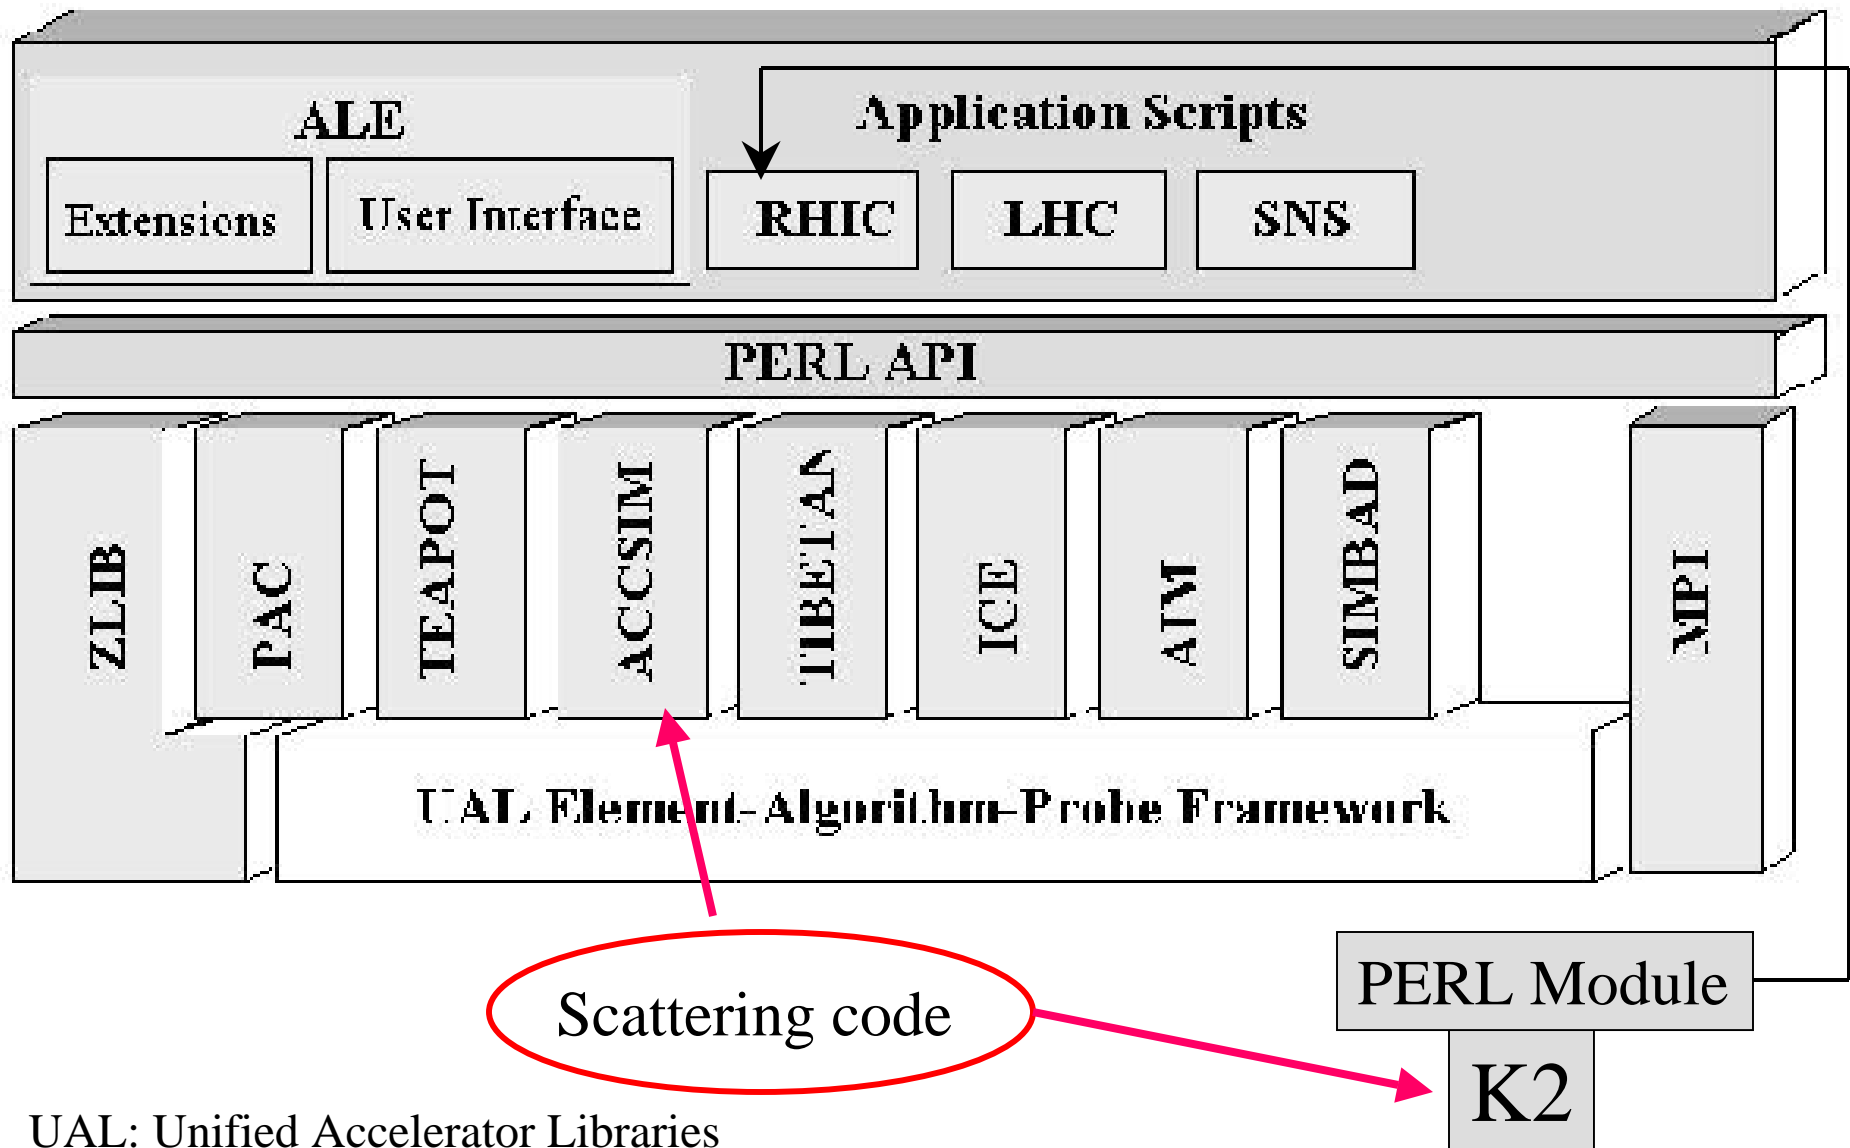 ALE
Application Scripts
Extensions
User Interface
RHIC
LHC
SNS
PERL API
ZLIB
PAC
TEAPOT
ACCSIM
TIBETAN
ICE
AIM
SIMBAD
MPI
UAL Element-Algorithm-Probe Framework
Scattering code
PERL Module
K2
UAL: Unified Accelerator Libraries